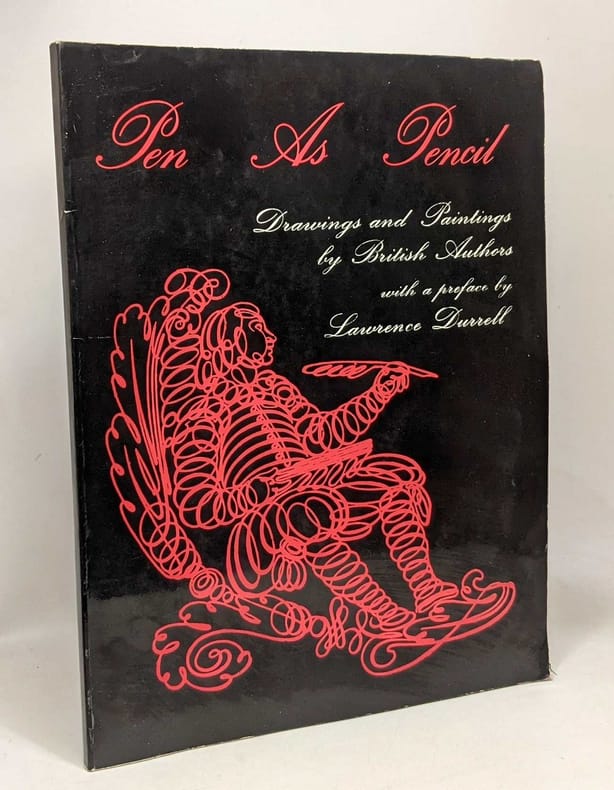 Pen As Pencil
Drawings and Paintings
by British Authors
with a preface by
Lawrence Durrell